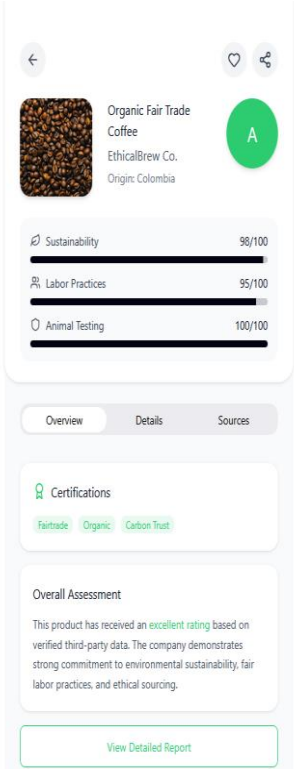 Organic Fair Trade
Coffee
A
EthicalBrew Co.
Origin: Colombia
Sustainability 98/100
Labor Practices 95/100
Animal Testing 100/100
Overview Details Sources
Certifications
Fairtrade Organic Carbon Trust
Overall Assessment
This product has received an excellent rating based on
verified third-party data. The company demonstrates
strong commitment to environmental sustainability, fair
labor practices, and ethical sourcing.
View Detailed Report